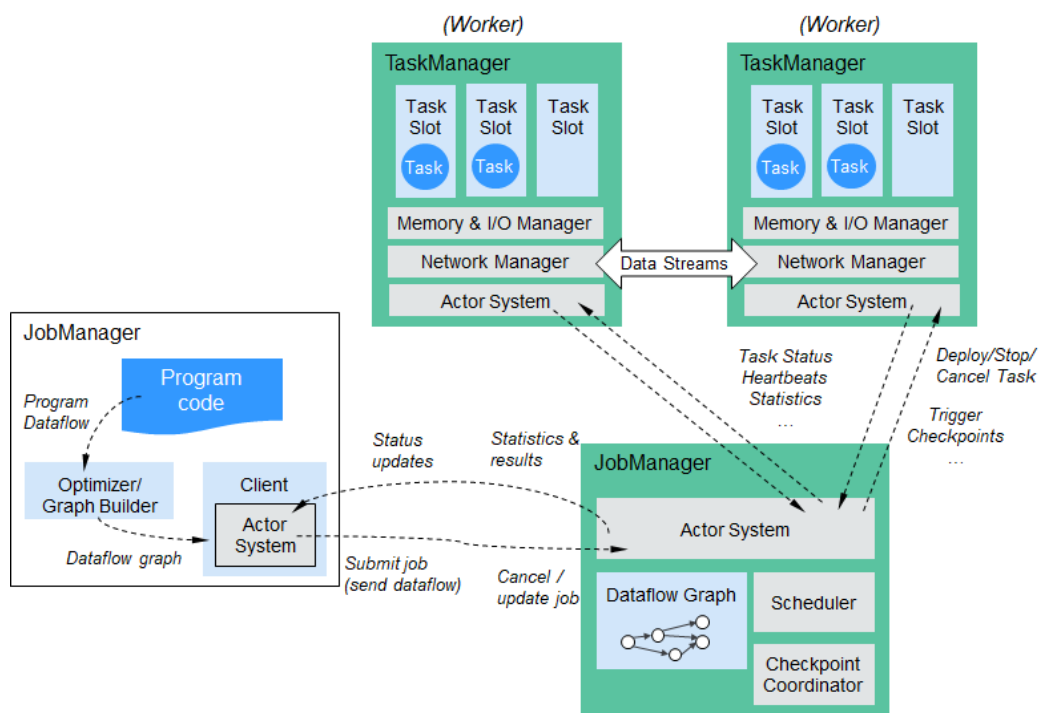 (Worker)
TaskManager
Task
Slot
Task
Task
Slot
Task
Task
Slot
Memory & I/O Manager
Network Manager
Actor System
(Worker)
TaskManager
Task
Slot
Task
Task
Slot
Task
Task
Slot
Memory & I/O Manager
Network Manager
Actor System
Data Streams
JobManager
Program
code
Program
Dataflow
Optimizer/
Graph Builder
Client
Actor
System
Dataflow graph
Status
updates
Statistics &
results
Submit job
(send dataflow)
Cancel /
update job
Task Status
Heartbeats
Statistics
...
Deploy/Stop/
Cancel Task
Trigger
Checkpoints
...
JobManager
Actor System
Dataflow Graph
Scheduler
Checkpoint
Coordinator